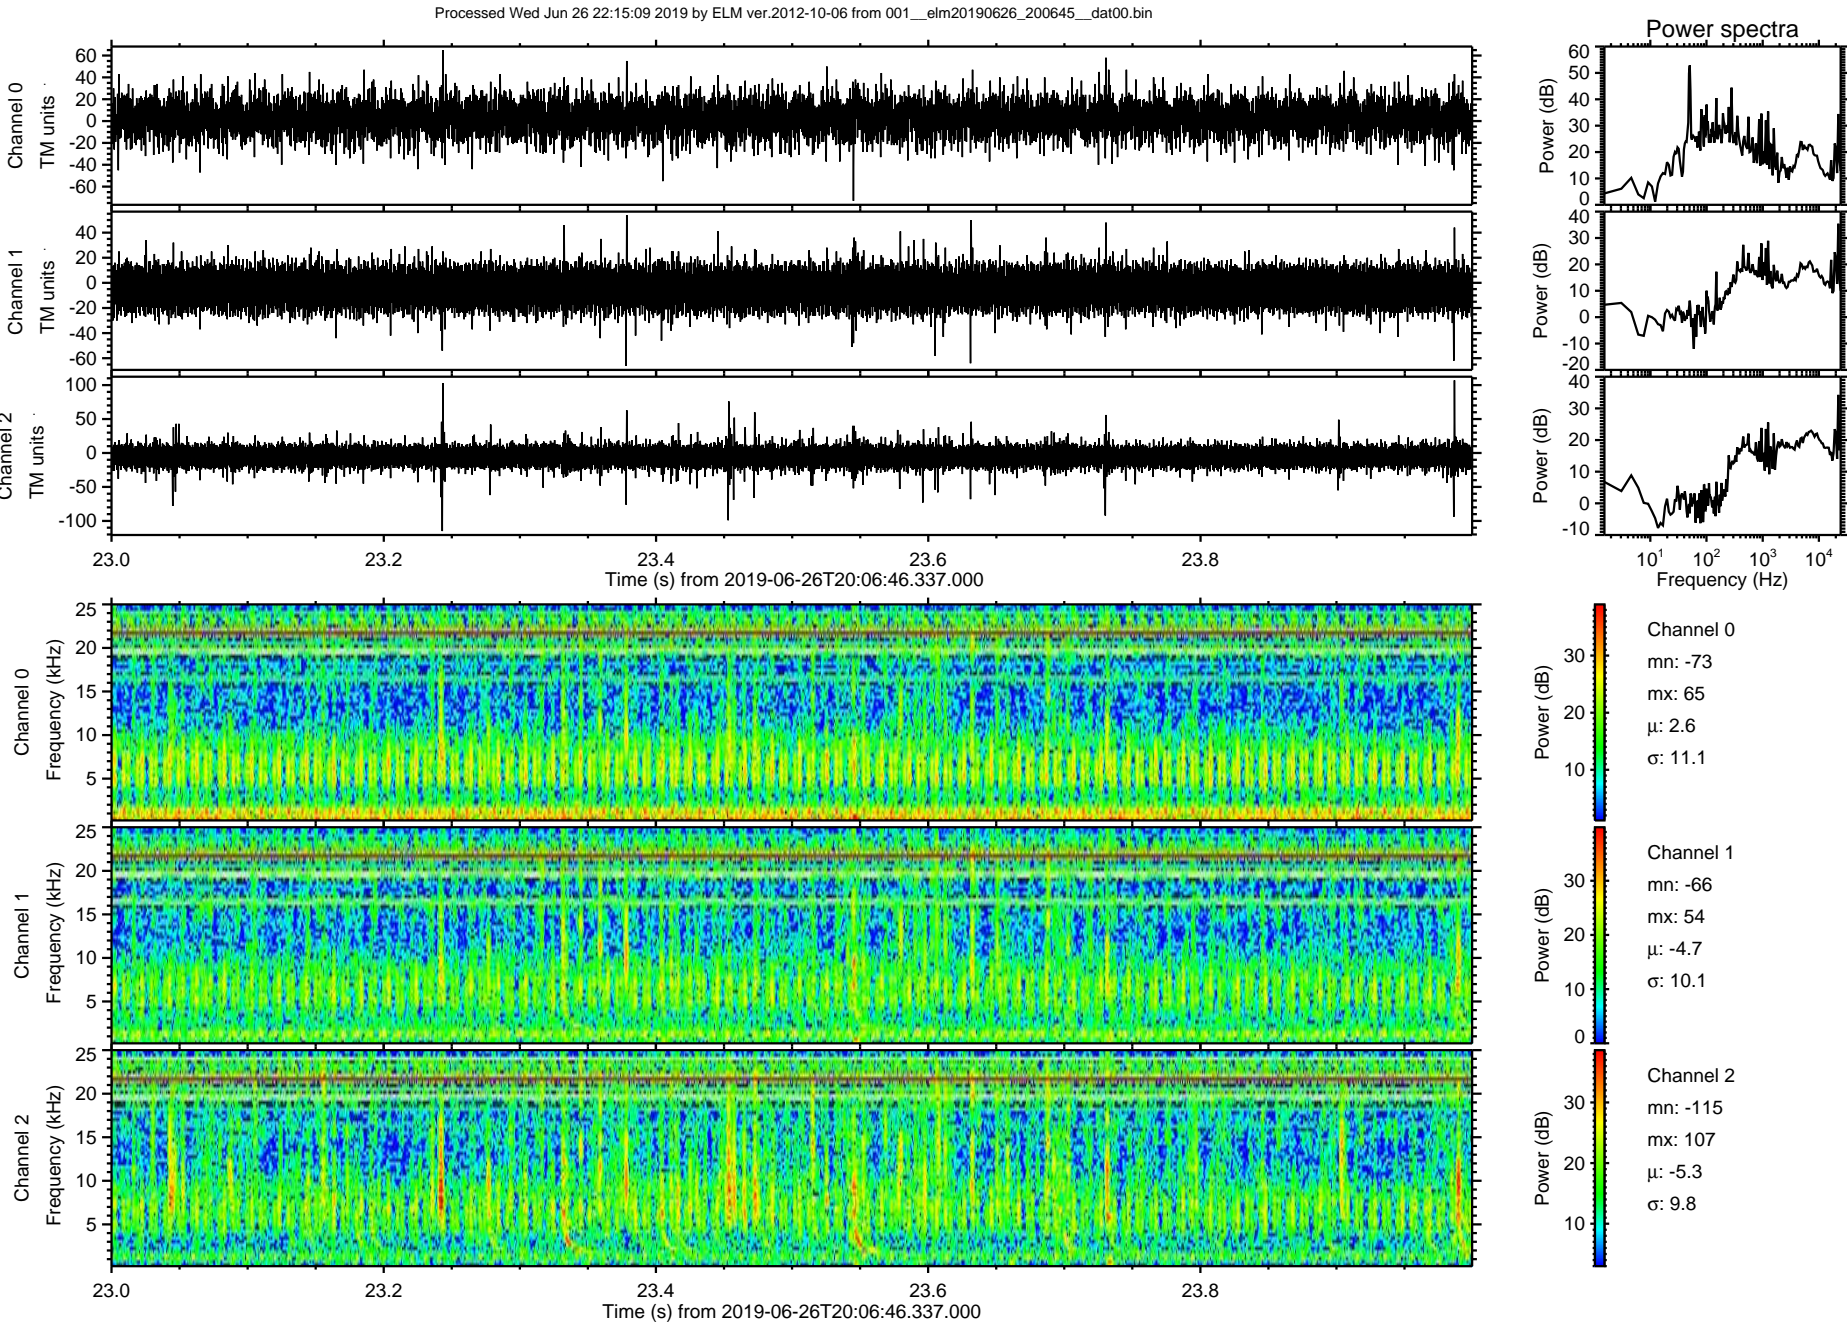 Processed Wed Jun 26 22:15:09 2019 by ELM ver.2012-10-06 from 001__elm20190626_200645__dat00.bin
Power spectra
Channel 0
TM units
60
40
20
0
-20
-40
-60
Power (dB)
60
50
40
30
20
10
0
Channel 1
TM units
40
20
0
-20
-40
-60
Power (dB)
40
30
20
10
0
-10
-20
Channel 2
TM units
100
50
0
-50
-100
Power (dB)
40
30
20
10
0
-10
23.0 23.2 23.4 23.6 23.8
Time (s) from 2019-06-26T20:06:46.337.000
10^1 10^2 10^3 10^4
Frequency (Hz)
Channel 0
Frequency (kHz)
25
20
15
10
5
Power (dB)
30
20
10
Channel 0
mn: -73
mx: 65
μ: 2.6
σ: 11.1
Channel 1
Frequency (kHz)
25
20
15
10
5
Power (dB)
30
20
10
0
Channel 1
mn: -66
mx: 54
μ: -4.7
σ: 10.1
Channel 2
Frequency (kHz)
25
20
15
10
5
Power (dB)
30
20
10
Channel 2
mn: -115
mx: 107
μ: -5.3
σ: 9.8
23.0 23.2 23.4 23.6 23.8
Time (s) from 2019-06-26T20:06:46.337.000